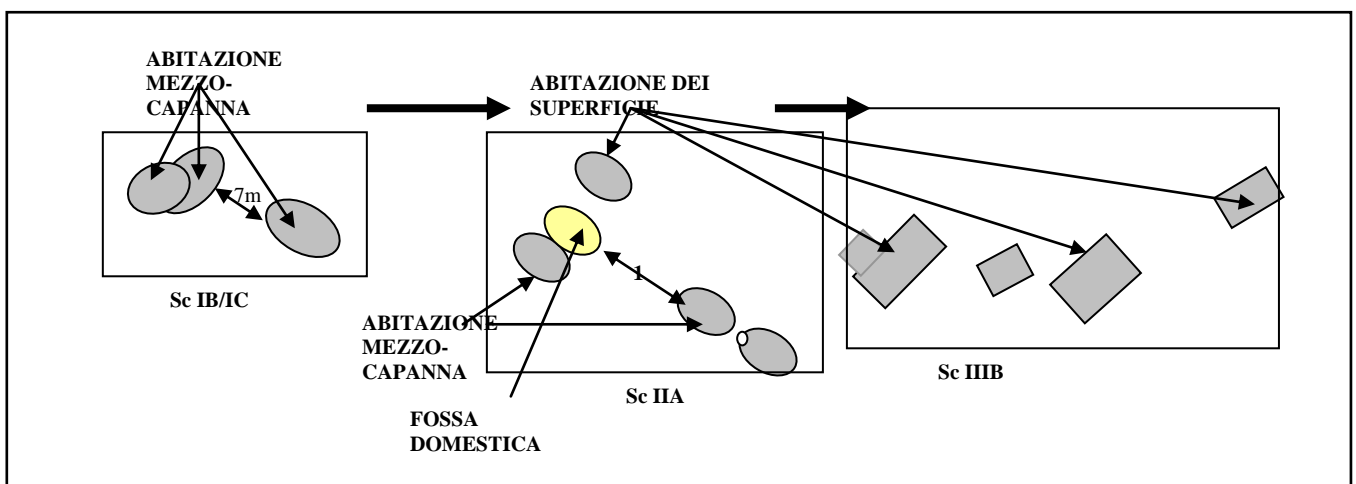 ABITAZIONE
MEZZO-
CAPANNA
ABITAZIONE DEI
SUPERFICIE
7m
1
Sc IB/IC
ABITAZIONE
MEZZO-
CAPANNA
Sc IIA
Sc IIIB
FOSSA
DOMESTICA